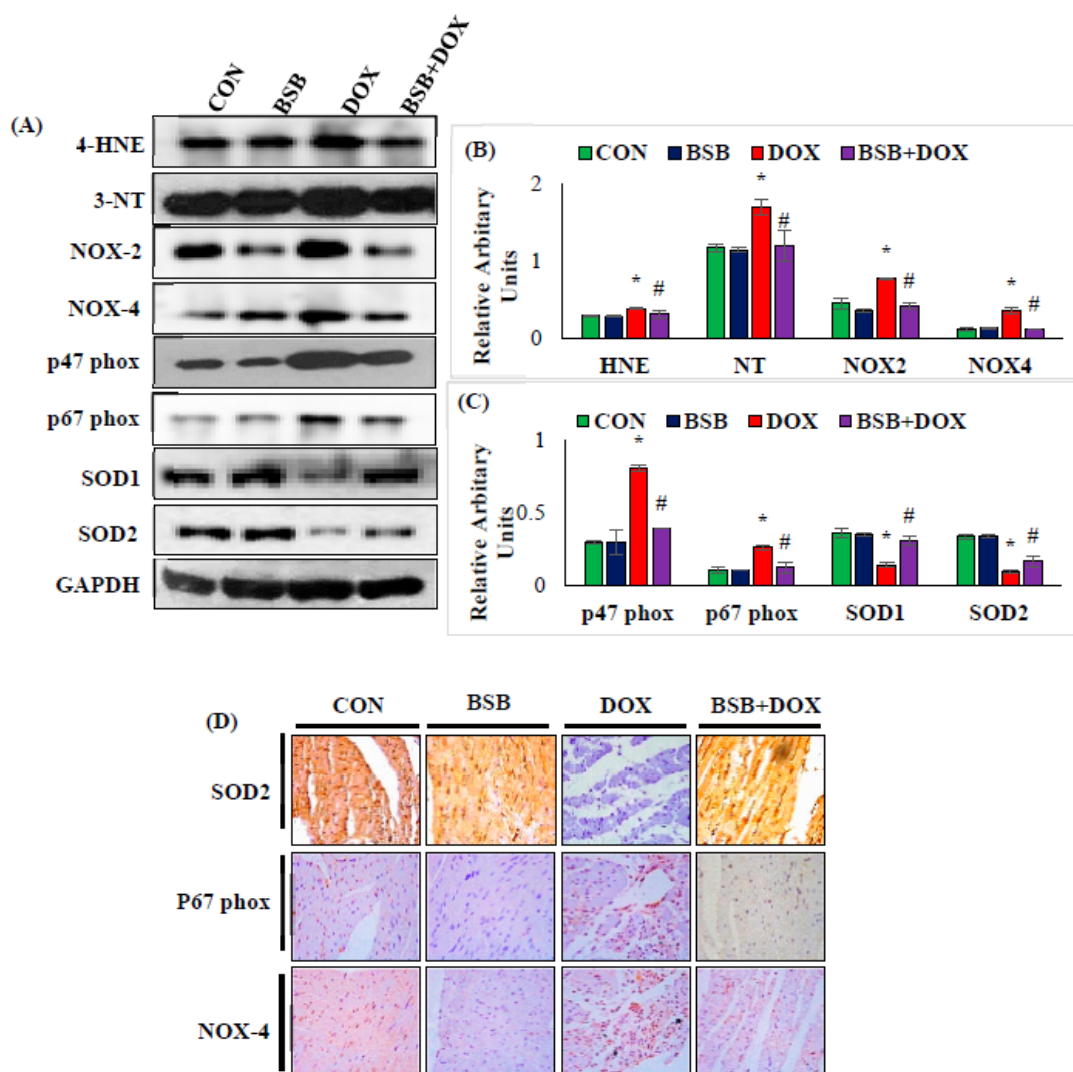 CON BSB DOX BSB+DOX
(A)
4-HNE
3-NT
NOX-2
NOX-4
p47 phox
p67 phox
SOD1
SOD2
GAPDH
(B)
CON BSB DOX BSB+DOX
Relative Arbitary
Units
2
1
0
* # * # * # * #
HNE NT NOX2 NOX4
(C)
CON BSB DOX BSB+DOX
Relative Arbitary
Units
1
0.5
0
* # * # * # * #
p47 phox p67 phox SOD1 SOD2
(D)
CON BSB DOX BSB+DOX
SOD2
P67 phox
NOX-4